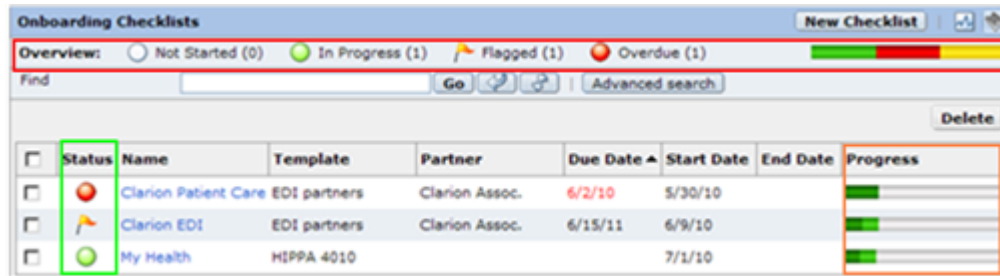 Onboarding Checklists New Checklist
Overview: Not Started (0) In Progress (1) Flagged (1) Overdue (1)
Find Go Advanced search
Delete
Status Name Template Partner Due Date Start Date End Date Progress
Clarion Patient Care EDI partners Clarion Assoc. 6/2/10 5/30/10
Clarion EDI EDI partners Clarion Assoc. 6/15/11 6/9/10
My Health HIPPA 4010 7/1/10